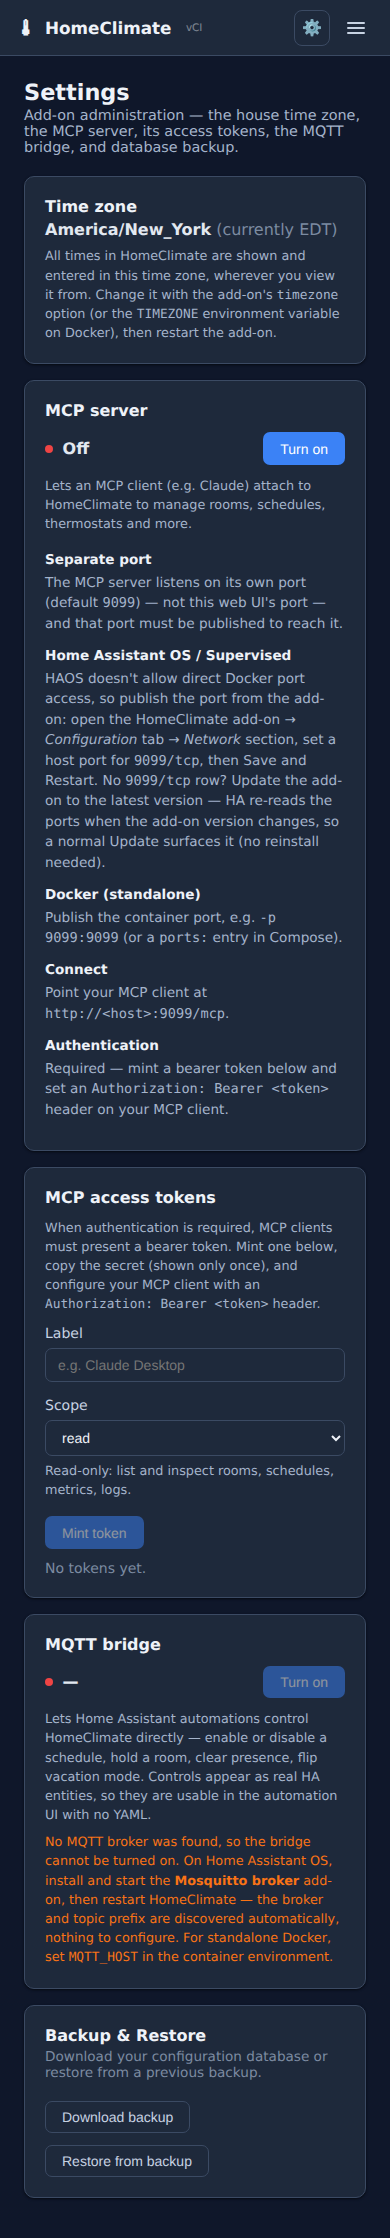 HomeClimate vCI
Settings
Add-on administration — the house time zone,
the MCP server, its access tokens, the MQTT
bridge, and database backup.
Time zone
America/New_York (currently EDT)
All times in HomeClimate are shown and
entered in this time zone, wherever you view
it from. Change it with the add-on's timezone
option (or the TIMEZONE environment variable
on Docker), then restart the add-on.
MCP server
Off
Turn on
Lets an MCP client (e.g. Claude) attach to
HomeClimate to manage rooms, schedules,
thermostats and more.
Separate port
The MCP server listens on its own port
(default 9099) — not this web UI's port —
and that port must be published to reach it.
Home Assistant OS / Supervised
HAOS doesn't allow direct Docker port
access, so publish the port from the add-
on: open the HomeClimate add-on →
Configuration tab → Network section, set a
host port for 9099/tcp, then Save and
Restart. No 9099/tcp row? Update the add-
on to the latest version — HA re-reads the
ports when the add-on version changes, so
a normal Update surfaces it (no reinstall
needed).
Docker (standalone)
Publish the container port, e.g. -p
9099:9099 (or a ports: entry in Compose).
Connect
Point your MCP client at
http://<host>:9099/mcp.
Authentication
Required — mint a bearer token below and
set an Authorization: Bearer <token>
header on your MCP client.
MCP access tokens
When authentication is required, MCP clients
must present a bearer token. Mint one below,
copy the secret (shown only once), and
configure your MCP client with an
Authorization: Bearer <token> header.
Label
e.g. Claude Desktop
Scope
read
Read-only: list and inspect rooms, schedules,
metrics, logs.
Mint token
No tokens yet.
MQTT bridge
—
Turn on
Lets Home Assistant automations control
HomeClimate directly — enable or disable a
schedule, hold a room, clear presence, flip
vacation mode. Controls appear as real HA
entities, so they are usable in the automation
UI with no YAML.
No MQTT broker was found, so the bridge
cannot be turned on. On Home Assistant OS,
install and start the Mosquitto broker add-
on, then restart HomeClimate — the broker
and topic prefix are discovered automatically,
nothing to configure. For standalone Docker,
set MQTT_HOST in the container environment.
Backup & Restore
Download your configuration database or
restore from a previous backup.
Download backup
Restore from backup